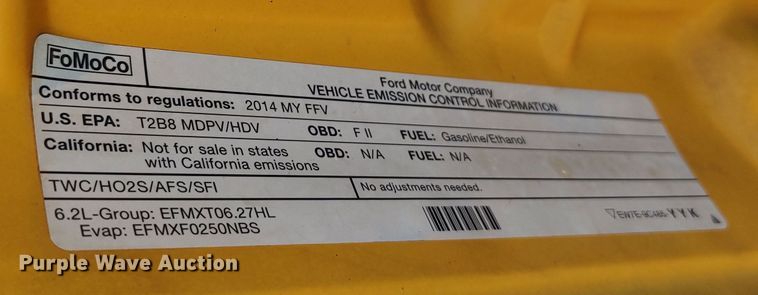 FoMoCo
Ford Motor Company
VEHICLE EMISSION CONTROL INFORMATION
Conforms to regulations: 2014 MY FFV
U.S. EPA: T2B8 MDPV/HDV OBD: F II FUEL: Gasoline/Ethanol
California: Not for sale in states with California emissions OBD: N/A FUEL: N/A
TWC/HO2S/AFS/SFI No adjustments needed.
6.2L-Group: EFMXT06.27HL
Evap: EFMXF0250NBS
EW7E-9C485- Y Y K
Purple Wave Auction